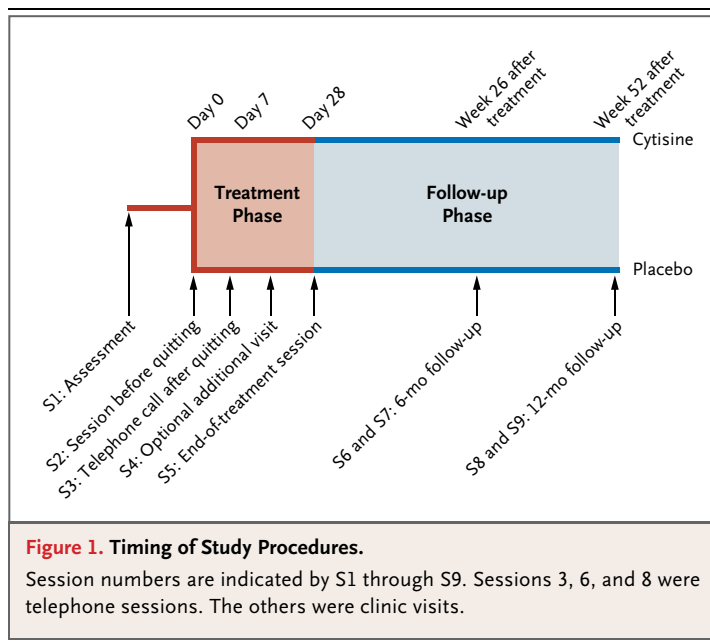 Day 0
Day 7
Day 28
Week 26 after
treatment
Week 52 after
treatment
Cytisine
Treatment
Phase
Follow-up
Phase
Placebo
S1: Assessment
S2: Session before quitting
S3: Telephone call after quitting
S4: Optional additional visit
S5: End-of-treatment session
S6 and S7: 6-mo follow-up
S8 and S9: 12-mo follow-up
Figure 1. Timing of Study Procedures.
Session numbers are indicated by S1 through S9. Sessions 3, 6, and 8 were
telephone sessions. The others were clinic visits.